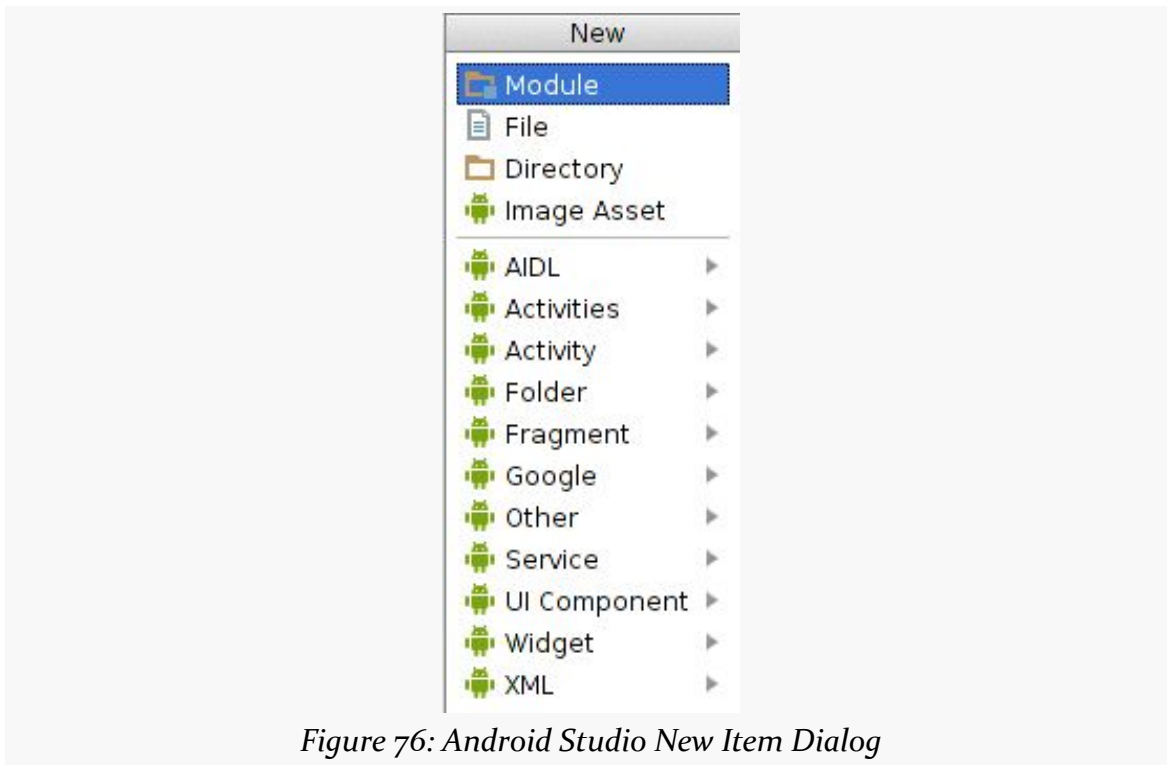 New
Module
File
Directory
Image Asset
AIDL
Activities
Activity
Folder
Fragment
Google
Other
Service
UI Component
Widget
XML
Figure 76: Android Studio New Item Dialog